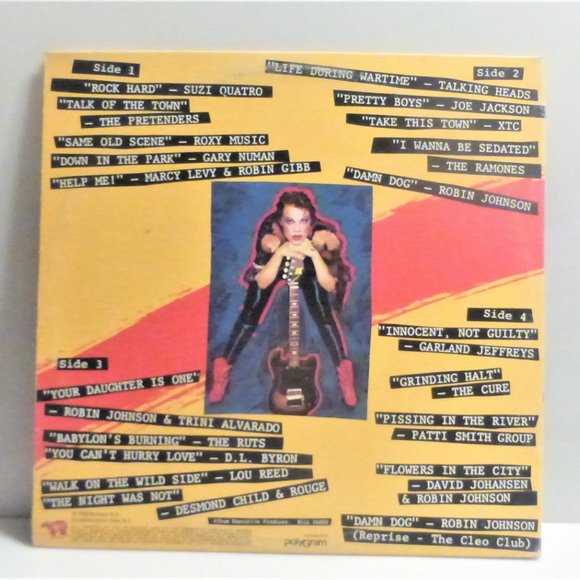 Side 1
"ROCK HARD" — SUZI QUATRO
"TALK OF THE TOWN"
— THE PRETENDERS
"SAME OLD SCENE" — ROXY MUSIC
"DOWN IN THE PARK" — GARY NUMAN
"HELP ME!" — MARCY LEVY & ROBIN GIBB
Side 2
"LIFE DURING WARTIME" — TALKING HEADS
"PRETTY BOYS" — JOE JACKSON
"TAKE THIS TOWN" — XTC
"I WANNA BE SEDATED"
— THE RAMONES
"DAMN DOG" — ROBIN JOHNSON
Side 3
"YOUR DAUGHTER IS ONE"
— ROBIN JOHNSON & TRINI ALVARADO
"BABYLON'S BURNING" — THE RUTS
"YOU CAN'T HURRY LOVE" — D.L. BYRON
"WALK ON THE WILD SIDE" — LOU REED
"THE NIGHT WAS NOT"
— DESMOND CHILD & ROUGE
Side 4
"INNOCENT, NOT GUILTY"
— GARLAND JEFFREYS
"GRINDING HALT"
— THE CURE
"PISSING IN THE RIVER"
— PATTI SMITH GROUP
"FLOWERS IN THE CITY"
— DAVID JOHANSEN
& ROBIN JOHNSON
"DAMN DOG" — ROBIN JOHNSON
(Reprise - The Cleo Club)
Album Executive Producer BILL OAKES
polygram